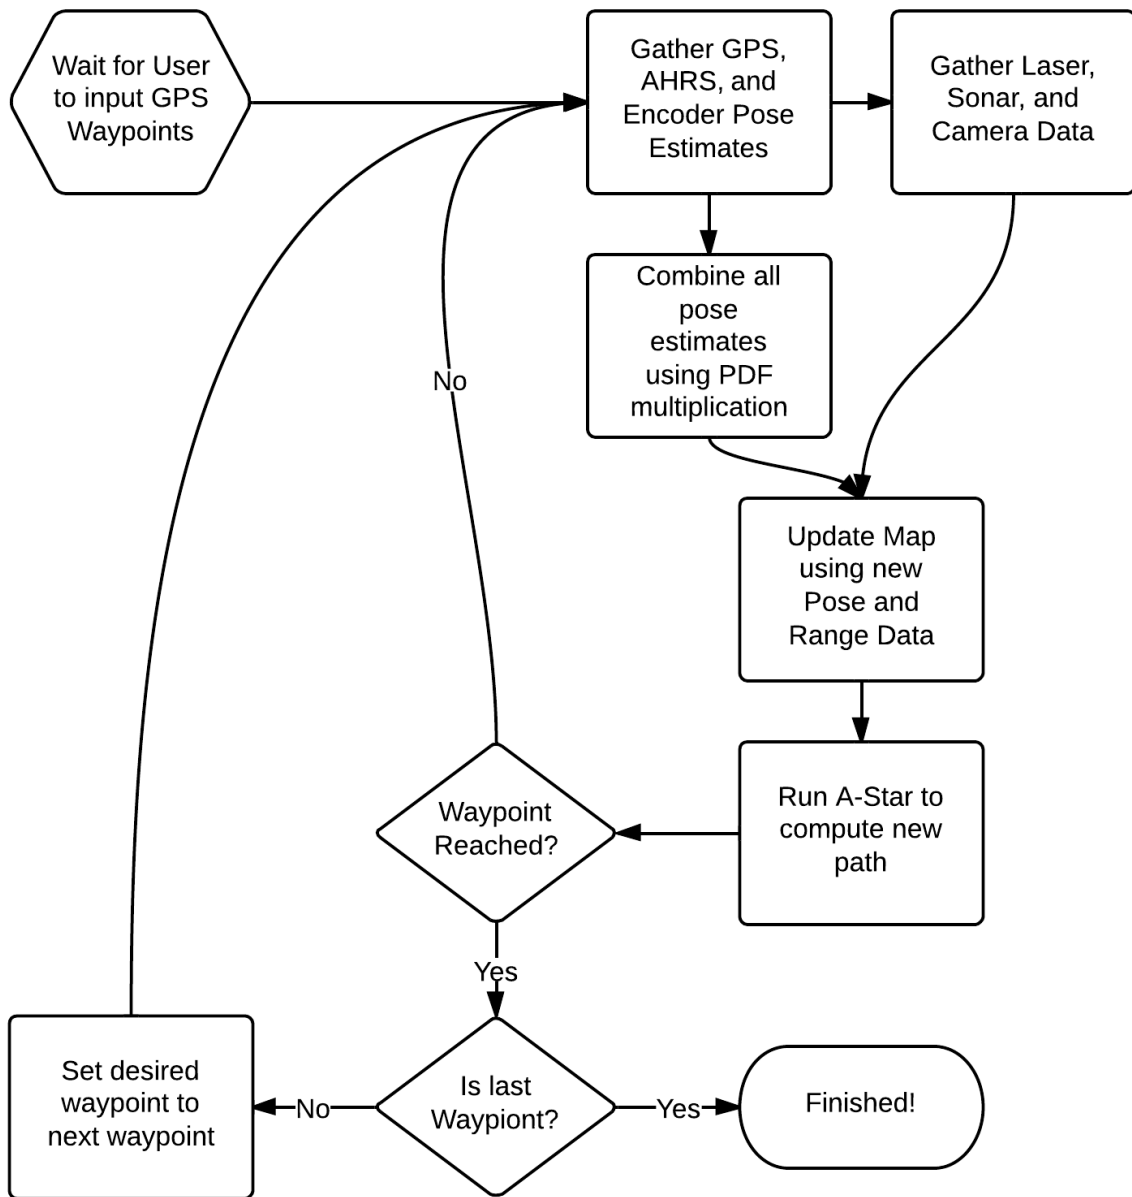 Wait for User
to input GPS
Waypoints
Gather GPS,
AHRS, and
Encoder Pose
Estimates
Gather Laser,
Sonar, and
Camera Data
Combine all
pose
estimates
using PDF
multiplication
No
Update Map
using new
Pose and
Range Data
Run A-Star to
compute new
path
Waypoint
Reached?
Yes
Is last
Waypiont?
No
Set desired
waypoint to
next waypoint
Yes
Finished!